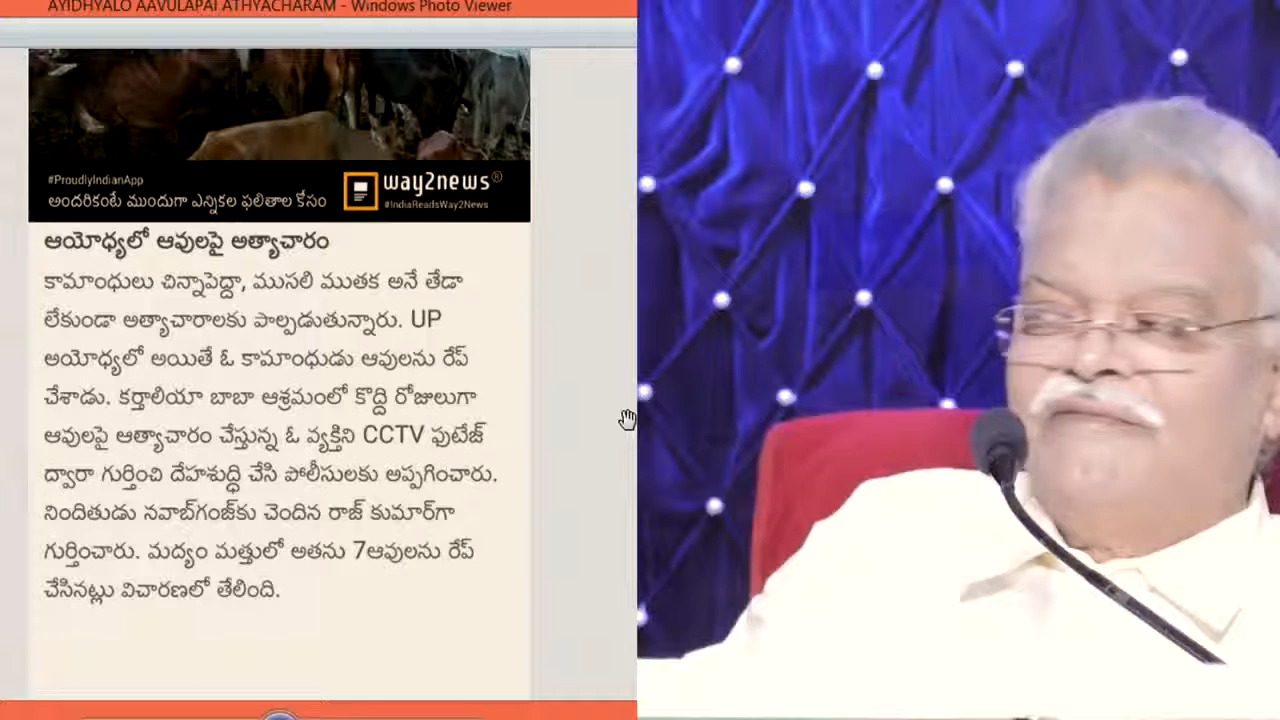 AYIDHYALO AAVULAPAI ATHYACHARAM - Windows Photo Viewer
#ProudlyIndianApp
అందరికంటే ముందుగా ఎన్నికల ఫలితాల కోసం
way2news®
#IndiaReadsWay2News
ఆయోధ్యలో ఆవులపై అత్యాచారం
కామాంధులు చిన్నాపెద్దా, ముసలి ముతక అనే తేడా
లేకుండా అత్యాచారాలకు పాల్పడుతున్నారు. UP
అయోధ్యలో అయితే ఓ కామాంధుడు ఆవులను రేప్
చేశాడు. కర్తాలియా బాబా ఆశ్రమంలో కొద్ది రోజులుగా
ఆవులపై ఆత్యాచారం చేస్తున్న ఓ వ్యక్తిని CCTV ఫుటేజ్
ద్వారా గుర్తించి దేహశుద్ధి చేసి పోలీసులకు అప్పగించారు.
నిందితుడు నవాబ్‌గంజ్‌కు చెందిన రాజ్ కుమార్‌గా
గుర్తించారు. మద్యం మత్తులో అతను 7ఆవులను రేప్
చేసినట్లు విచారణలో తేలింది.